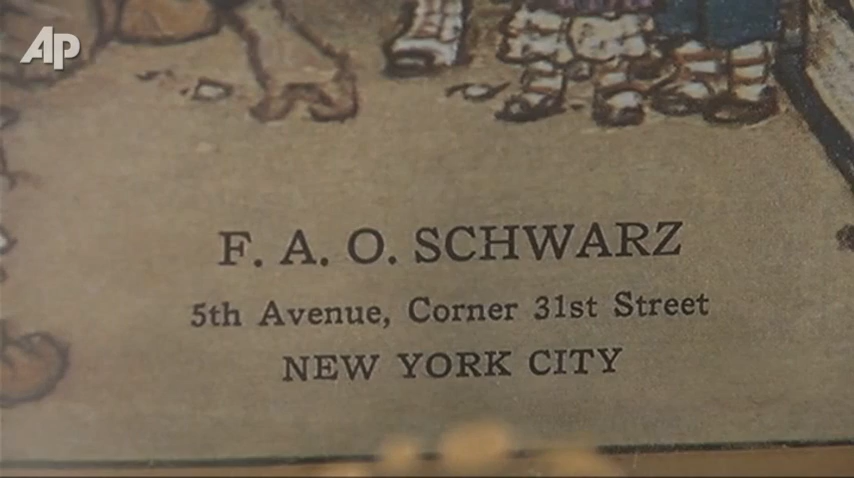 AP
F. A. O. SCHWARZ
5th Avenue, Corner 31st Street
NEW YORK CITY